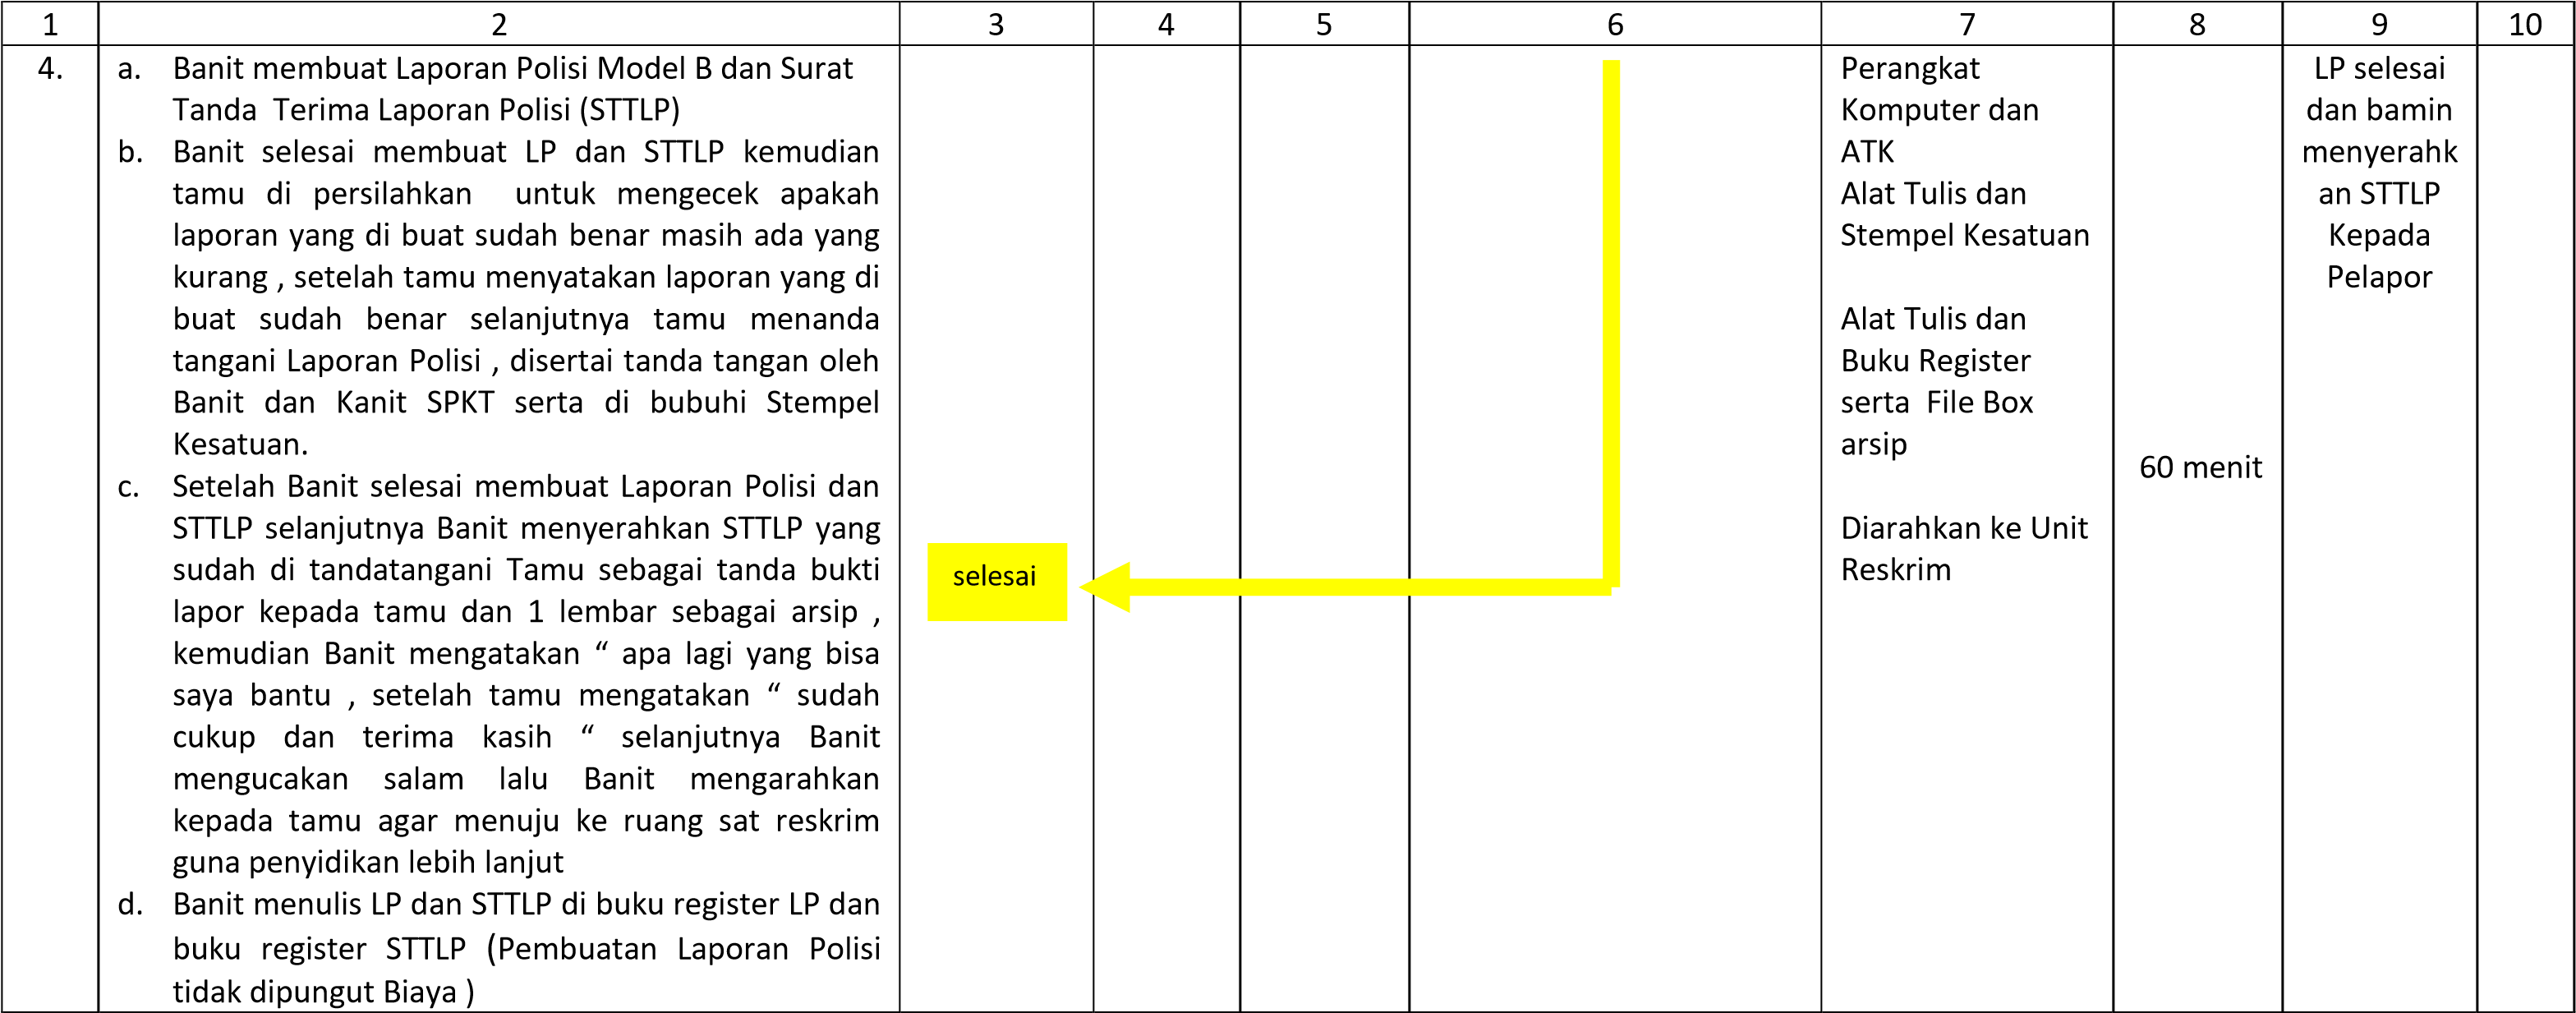 1 2 3 4 5 6 7 8 9 10
4.
a. Banit membuat Laporan Polisi Model B dan Surat
Tanda Terima Laporan Polisi (STTLP)
b. Banit selesai membuat LP dan STTLP kemudian
tamu di persilahkan untuk mengecek apakah
laporan yang di buat sudah benar masih ada yang
kurang , setelah tamu menyatakan laporan yang di
buat sudah benar selanjutnya tamu menanda
tangani Laporan Polisi , disertai tanda tangan oleh
Banit dan Kanit SPKT serta di bubuhi Stempel
Kesatuan.
c. Setelah Banit selesai membuat Laporan Polisi dan
STTLP selanjutnya Banit menyerahkan STTLP yang
sudah di tandatangani Tamu sebagai tanda bukti
lapor kepada tamu dan 1 lembar sebagai arsip ,
kemudian Banit mengatakan “ apa lagi yang bisa
saya bantu , setelah tamu mengatakan “ sudah
cukup dan terima kasih “ selanjutnya Banit
mengucakan salam lalu Banit mengarahkan
kepada tamu agar menuju ke ruang sat reskrim
guna penyidikan lebih lanjut
d. Banit menulis LP dan STTLP di buku register LP dan
buku register STTLP (Pembuatan Laporan Polisi
tidak dipungut Biaya )
selesai
Perangkat
Komputer dan
ATK
Alat Tulis dan
Stempel Kesatuan
Alat Tulis dan
Buku Register
serta File Box
arsip
Diarahkan ke Unit
Reskrim
60 menit
LP selesai
dan bamin
menyerahk
an STTLP
Kepada
Pelapor